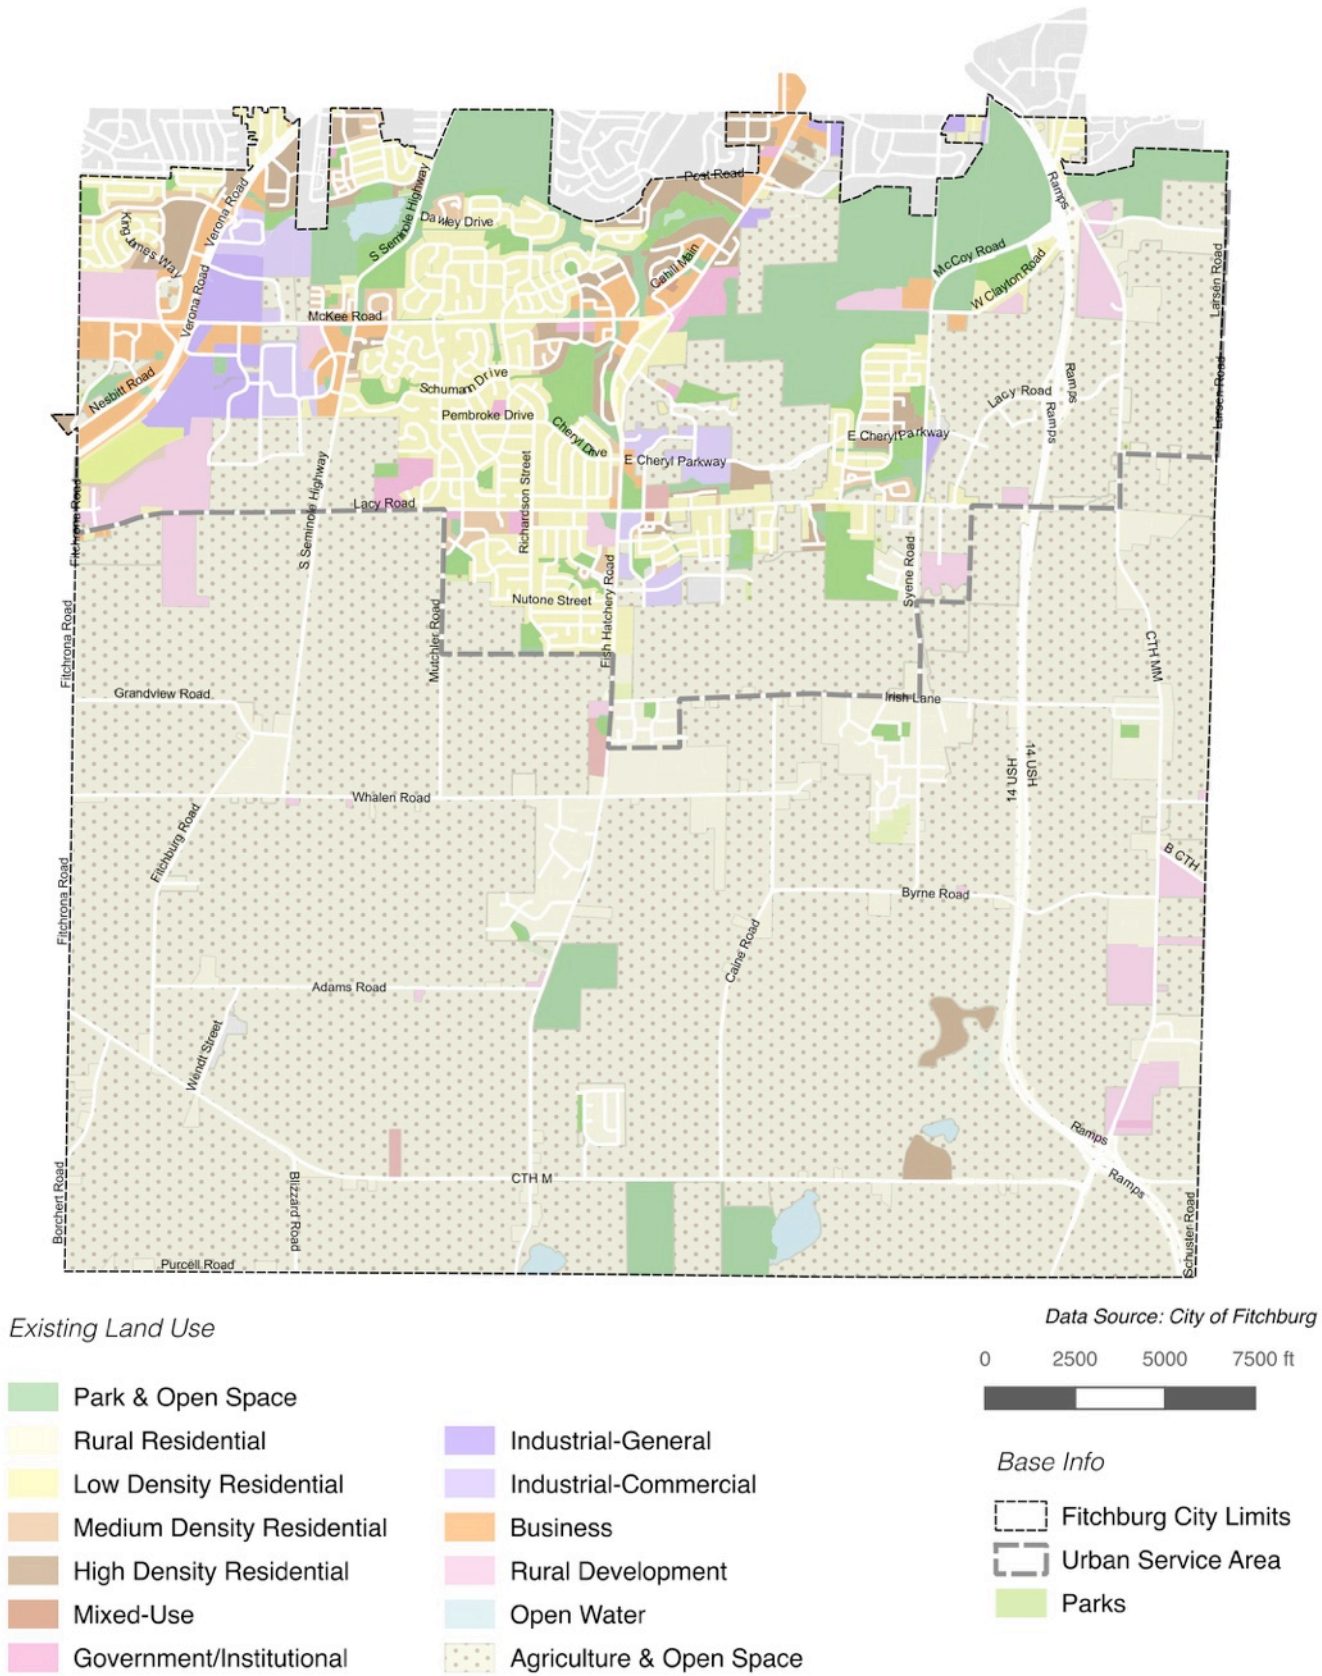 Post Road
Ramps
Verona Road
King James Way
S Seminole Highway
Dawley Drive
Cahill Main
McCoy Road
W Clayton Road
Larsen Road
Verona Road
McKee Road
Nesbitt Road
Schumann Drive
Pembroke Drive
Cheryl Drive
Lacy Road
Ramps
Ramps
Larsen Road
E Cheryl Parkway
E Cheryl Parkway
Richardson Street
S Seminole Highway
Lacy Road
Fitchrona Road
Syene Road
Nutone Street
Fish Hatchery Road
Mutchler Road
Fitchrona Road
CTH MM
Grandview Road
Irish Lane
14 USH
14 USH
Whalen Road
Fitchburg Road
B CTH
Byrne Road
Fitchrona Road
Caine Road
Adams Road
Wendt Street
Ramps
Ramps
CTH M
Borchert Road
Blizzard Road
Schuster Road
Purcell Road
Data Source: City of Fitchburg
0 2500 5000 7500 ft
Existing Land Use
Park & Open Space
Rural Residential
Low Density Residential
Medium Density Residential
High Density Residential
Mixed-Use
Government/Institutional
Industrial-General
Industrial-Commercial
Business
Rural Development
Open Water
Agriculture & Open Space
Base Info
Fitchburg City Limits
Urban Service Area
Parks